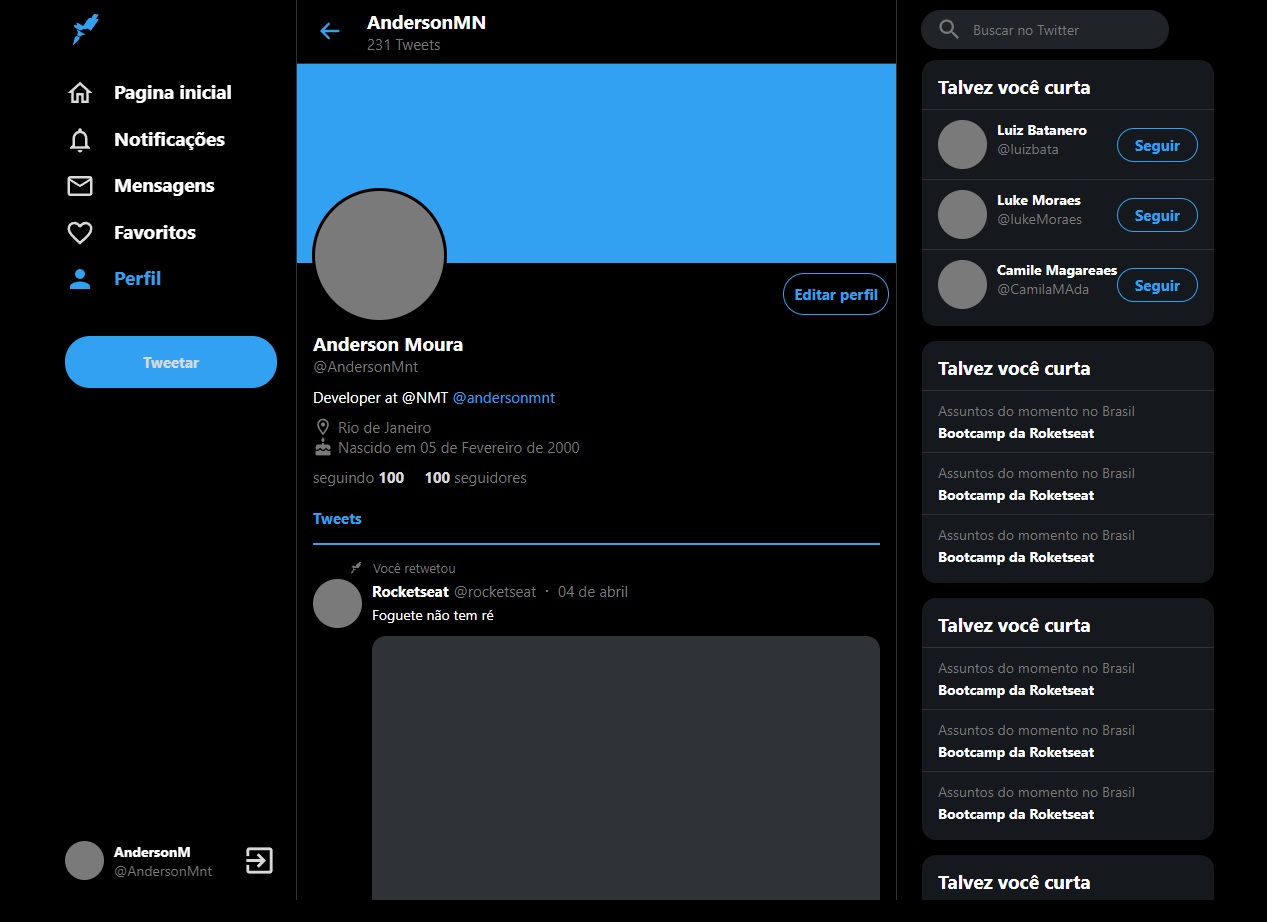 Pagina inicial
Notificações
Mensagens
Favoritos
Perfil
Tweetar
AndersonM
@AndersonMnt
AndersonMN
231 Tweets
Editar perfil
Anderson Moura
@AndersonMnt
Developer at @NMT @andersonmnt
Rio de Janeiro
Nascido em 05 de Fevereiro de 2000
seguindo 100 100 seguidores
Tweets
Você retwetou
Rocketseat @rocketseat · 04 de abril
Foguete não tem ré
Buscar no Twitter
Talvez você curta
Luiz Batanero
@luizbata
Seguir
Luke Moraes
@lukeMoraes
Seguir
Camile Magareaes
@CamilaMAda
Seguir
Talvez você curta
Assuntos do momento no Brasil
Bootcamp da Roketseat
Assuntos do momento no Brasil
Bootcamp da Roketseat
Assuntos do momento no Brasil
Bootcamp da Roketseat
Talvez você curta
Assuntos do momento no Brasil
Bootcamp da Roketseat
Assuntos do momento no Brasil
Bootcamp da Roketseat
Assuntos do momento no Brasil
Bootcamp da Roketseat
Talvez você curta